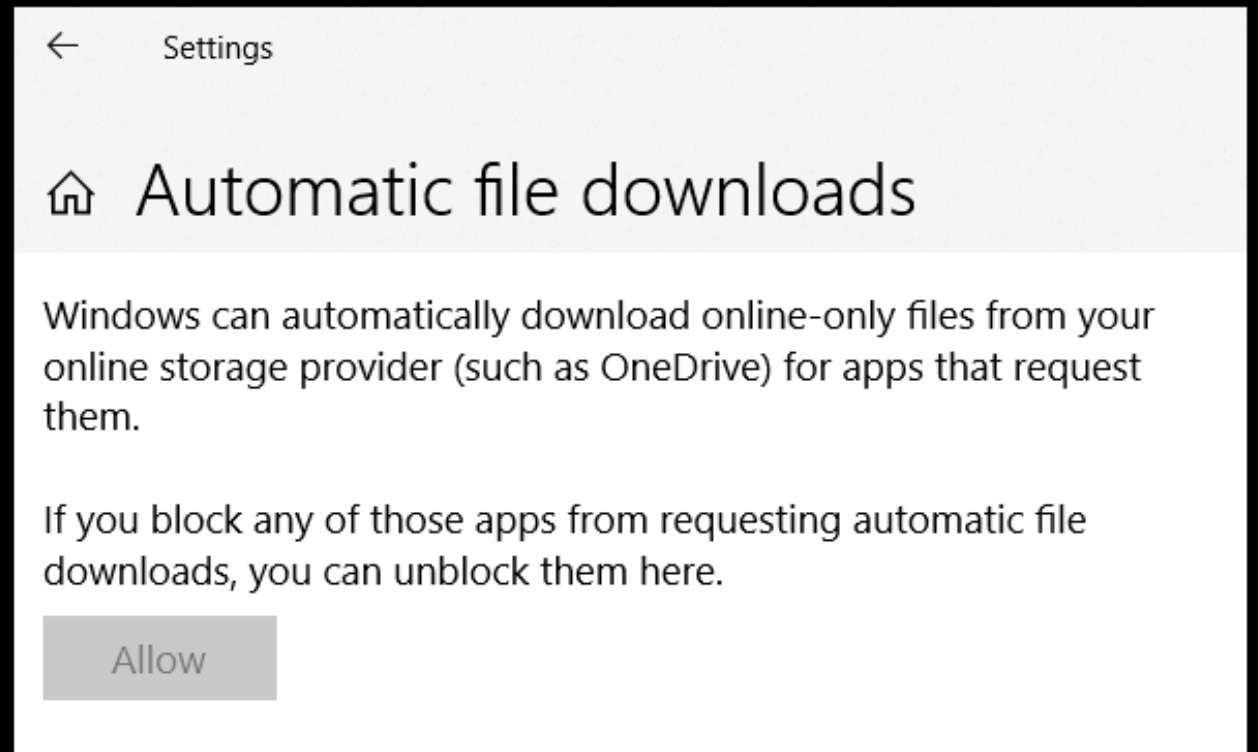 Settings
Automatic file downloads
Windows can automatically download online-only files from your
online storage provider (such as OneDrive) for apps that request
them.
If you block any of those apps from requesting automatic file
downloads, you can unblock them here.
Allow